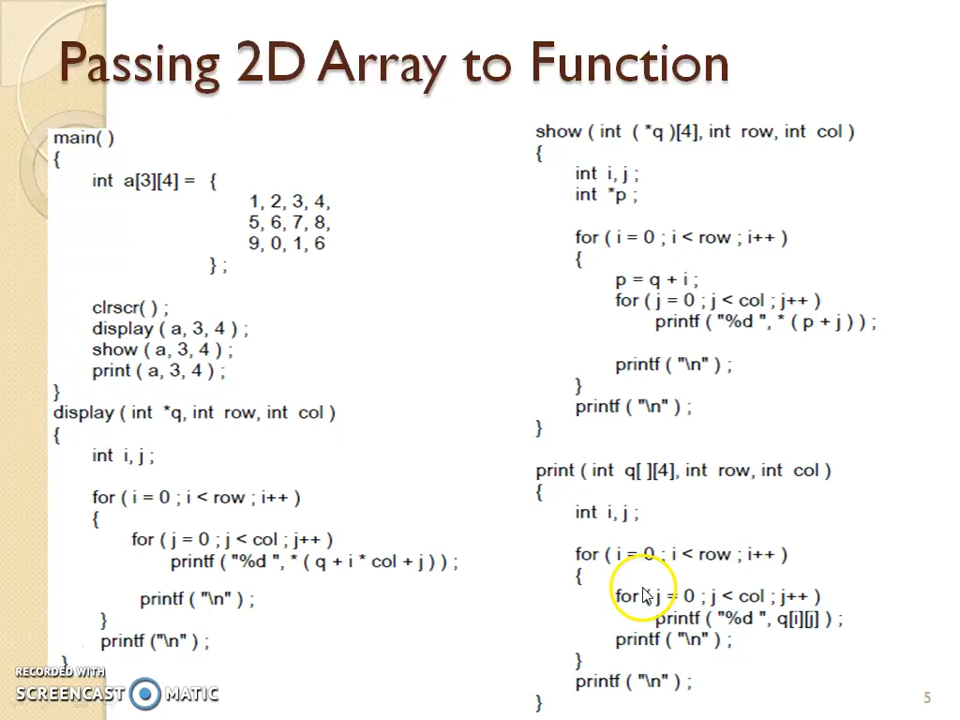 Passing 2D Array to Function
main( )
{
int a[3][4] = {
1, 2, 3, 4,
5, 6, 7, 8,
9, 0, 1, 6
} ;
clrscr( ) ;
display ( a, 3, 4 ) ;
show ( a, 3, 4 ) ;
print ( a, 3, 4 ) ;
}
display ( int *q, int row, int col )
{
int i, j ;
for ( i = 0 ; i < row ; i++ )
{
for ( j = 0 ; j < col ; j++ )
printf ( "%d ", * ( q + i * col + j ) ) ;
printf ( "\n" ) ;
}
printf ("\n" ) ;
}
show ( int ( *q )[4], int row, int col )
{
int i, j ;
int *p ;
for ( i = 0 ; i < row ; i++ )
{
p = q + i ;
for ( j = 0 ; j < col ; j++ )
printf ( "%d ", * ( p + j ) ) ;
printf ( "\n" ) ;
}
printf ( "\n" ) ;
}
print ( int q[ ][4], int row, int col )
{
int i, j ;
for ( i = 0 ; i < row ; i++ )
{
for ( j = 0 ; j < col ; j++ )
printf ( "%d ", q[i][j] ) ;
printf ( "\n" ) ;
}
printf ( "\n" ) ;
}
RECORDED WITH
SCREENCAST MATIC
5